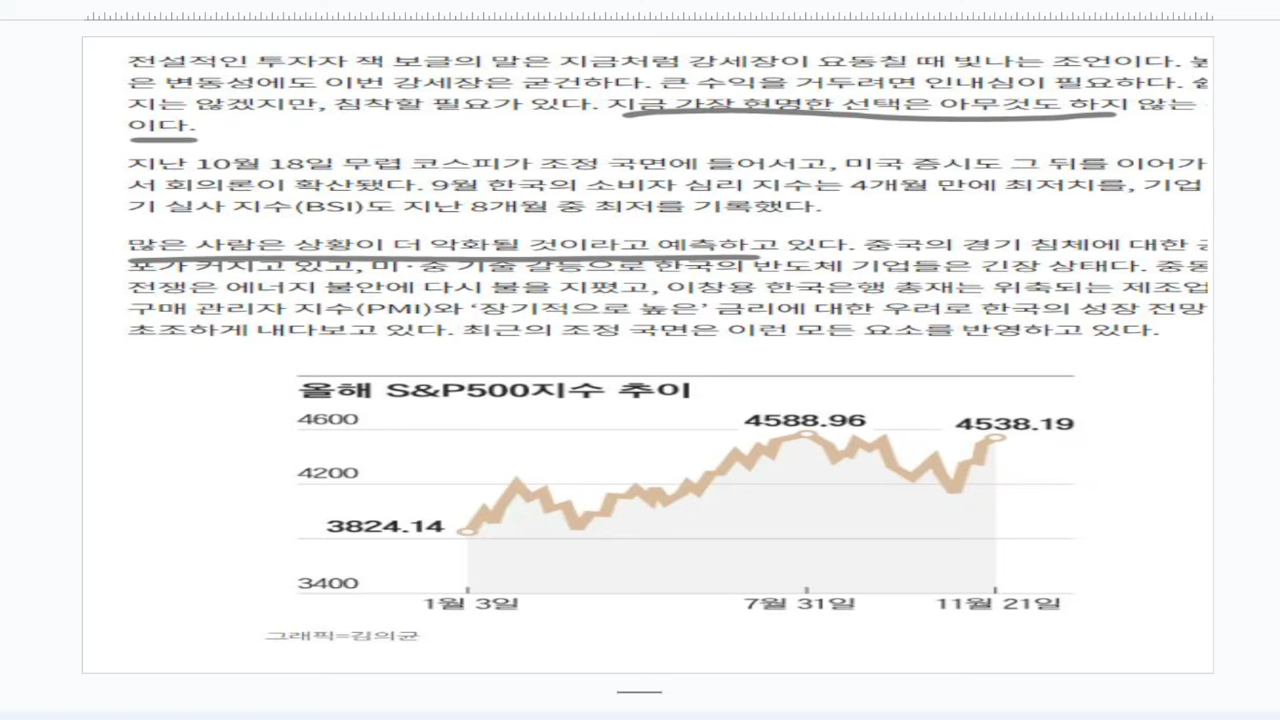 전설적인 투자자 잭 보글의 말은 지금처럼 강세장이 요동칠 때 빛나는 조언이다.
은 변동성에도 이번 강세장은 굳건하다. 큰 수익을 거두려면 인내심이 필요하다.
지는 않겠지만, 침착할 필요가 있다. 지금 가장 현명한 선택은 아무것도 하지 않는
이다.
지난 10월 18일 무렵 코스피가 조정 국면에 들어서고, 미국 증시도 그 뒤를 이어가
서 회의론이 확산됐다. 9월 한국의 소비자 심리 지수는 4개월 만에 최저치를, 기업
기 실사 지수(BSI)도 지난 8개월 중 최저를 기록했다.
많은 사람은 상황이 더 악화될 것이라고 예측하고 있다. 중국의 경기 침체에 대한
포가 커지고 있고, 미·중 기술 갈등으로 한국의 반도체 기업들은 긴장 상태다. 중동
전쟁은 에너지 불안에 다시 불을 지폈고, 이창용 한국은행 총재는 위축되는 제조업
구매 관리자 지수(PMI)와 ‘장기적으로 높은’ 금리에 대한 우려로 한국의 성장 전망
초조하게 내다보고 있다. 최근의 조정 국면은 이런 모든 요소를 반영하고 있다.
올해 S&P500지수 추이
4600
4588.96
4538.19
4200
3824.14
3400
1월 3일
7월 31일
11월 21일
그래픽=김의균